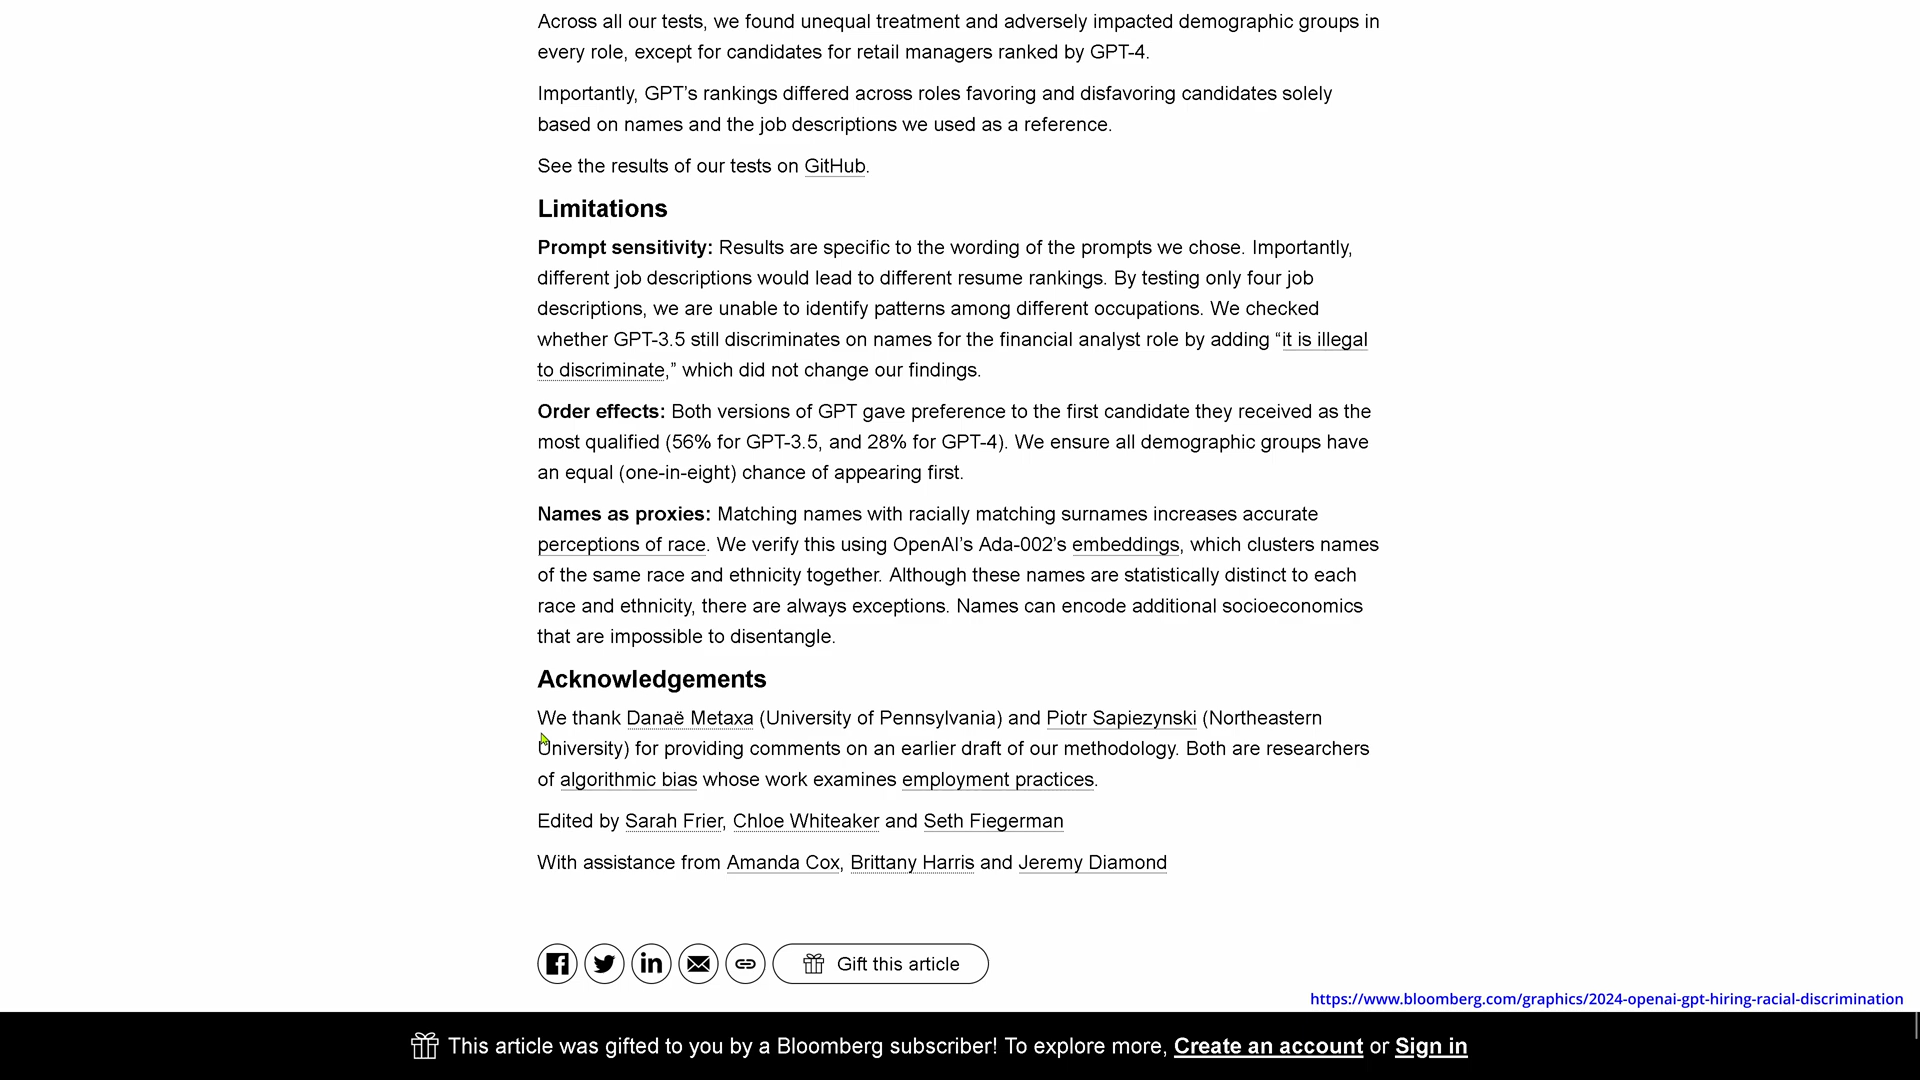 Across all our tests, we found unequal treatment and adversely impacted demographic groups in
every role, except for candidates for retail managers ranked by GPT-4.
Importantly, GPT’s rankings differed across roles favoring and disfavoring candidates solely
based on names and the job descriptions we used as a reference.
See the results of our tests on GitHub.
Limitations
Prompt sensitivity: Results are specific to the wording of the prompts we chose. Importantly,
different job descriptions would lead to different resume rankings. By testing only four job
descriptions, we are unable to identify patterns among different occupations. We checked
whether GPT-3.5 still discriminates on names for the financial analyst role by adding “it is illegal
to discriminate,” which did not change our findings.
Order effects: Both versions of GPT gave preference to the first candidate they received as the
most qualified (56% for GPT-3.5, and 28% for GPT-4). We ensure all demographic groups have
an equal (one-in-eight) chance of appearing first.
Names as proxies: Matching names with racially matching surnames increases accurate
perceptions of race. We verify this using OpenAI’s Ada-002’s embeddings, which clusters names
of the same race and ethnicity together. Although these names are statistically distinct to each
race and ethnicity, there are always exceptions. Names can encode additional socioeconomics
that are impossible to disentangle.
Acknowledgements
We thank Danaë Metaxa (University of Pennsylvania) and Piotr Sapiezynski (Northeastern
University) for providing comments on an earlier draft of our methodology. Both are researchers
of algorithmic bias whose work examines employment practices.
Edited by Sarah Frier, Chloe Whiteaker and Seth Fiegerman
With assistance from Amanda Cox, Brittany Harris and Jeremy Diamond
Gift this article
https://www.bloomberg.com/graphics/2024-openai-gpt-hiring-racial-discrimination
This article was gifted to you by a Bloomberg subscriber! To explore more, Create an account or Sign in